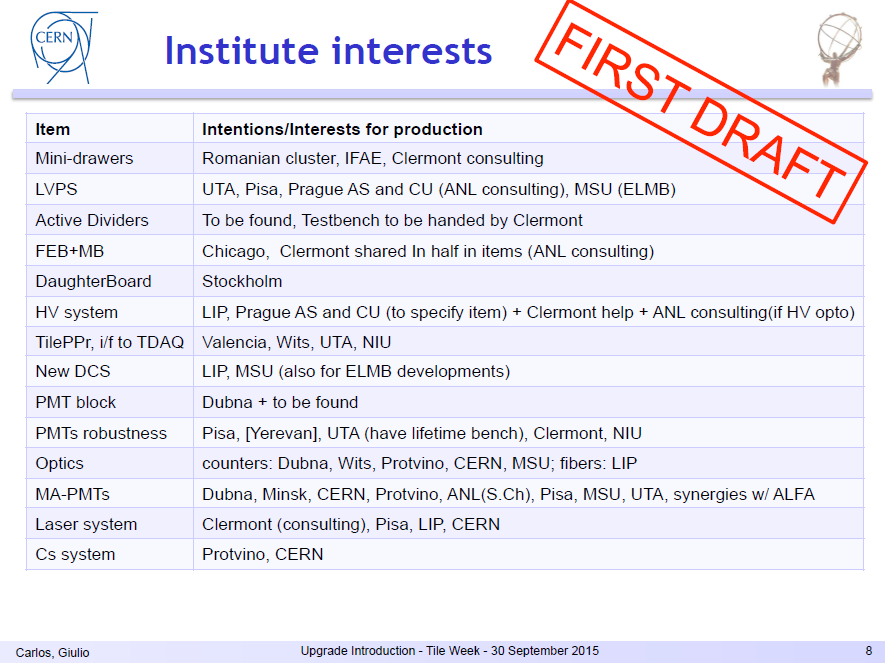 CERN
Institute interests
FIRST DRAFT
Item Intentions/Interests for production
Mini-drawers Romanian cluster, IFAE, Clermont consulting
LVPS UTA, Pisa, Prague AS and CU (ANL consulting), MSU (ELMB)
Active Dividers To be found, Testbench to be handed by Clermont
FEB+MB Chicago, Clermont shared In half in items (ANL consulting)
DaughterBoard Stockholm
HV system LIP, Prague AS and CU (to specify item) + Clermont help + ANL consulting(if HV opto)
TilePPr, i/f to TDAQ Valencia, Wits, UTA, NIU
New DCS LIP, MSU (also for ELMB developments)
PMT block Dubna + to be found
PMTs robustness Pisa, [Yerevan], UTA (have lifetime bench), Clermont, NIU
Optics counters: Dubna, Wits, Protvino, CERN, MSU; fibers: LIP
MA-PMTs Dubna, Minsk, CERN, Protvino, ANL(S.Ch), Pisa, MSU, UTA, synergies w/ ALFA
Laser system Clermont (consulting), Pisa, LIP, CERN
Cs system Protvino, CERN
Carlos, Giulio Upgrade Introduction - Tile Week - 30 September 2015 8